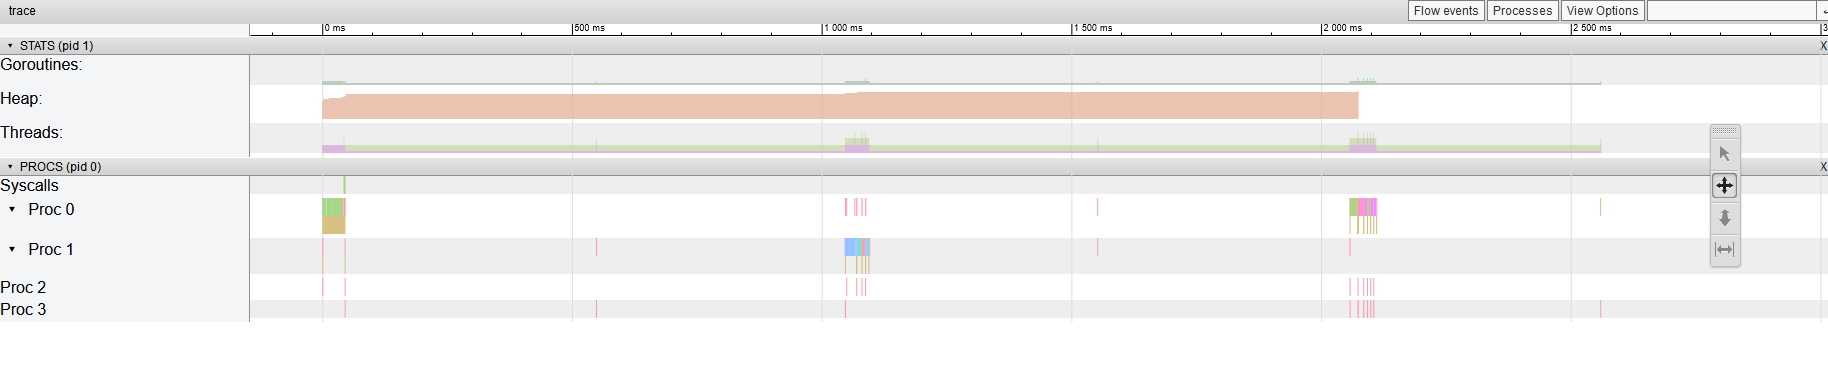 trace
Flow events Processes View Options
0 ms 500 ms 1 000 ms 1 500 ms 2 000 ms 2 500 ms
STATS (pid 1) X
Goroutines:
Heap:
Threads:
PROCS (pid 0) X
Syscalls
Proc 0
Proc 1
Proc 2
Proc 3